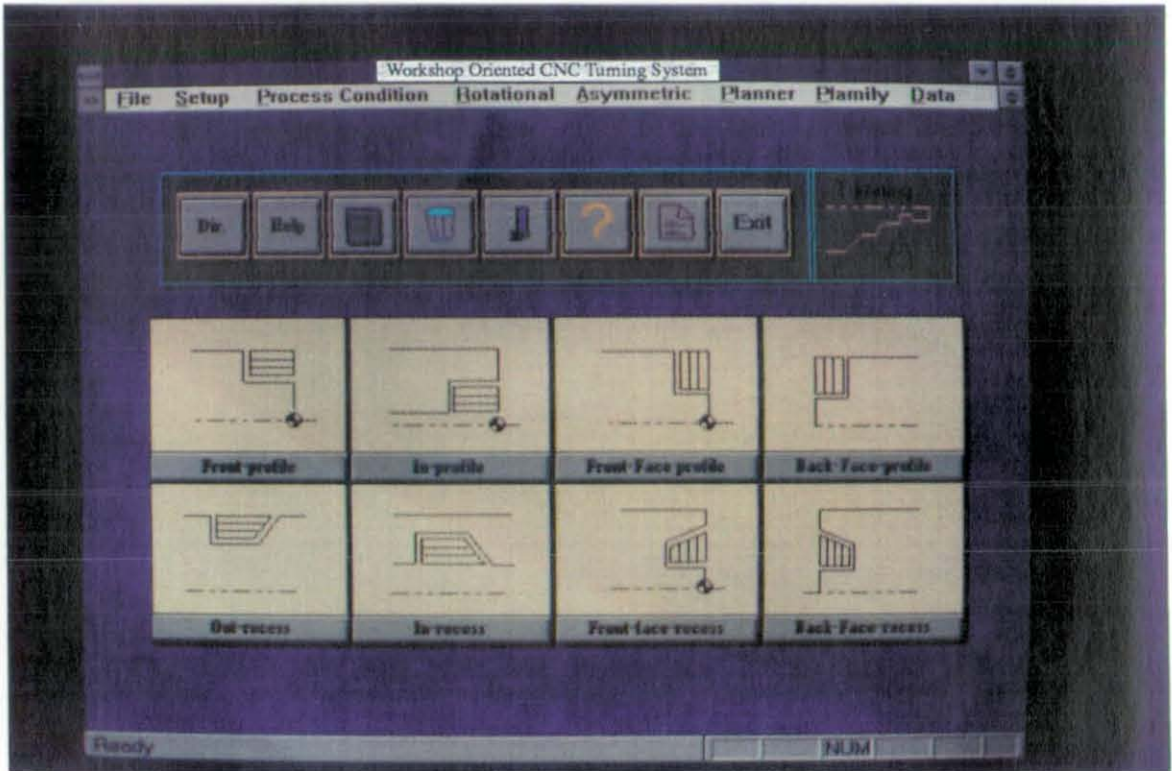 Workshop Oriented CNC Turning System
File Setup Process Condition Rotational Asymmetric Planner Plamily Data
Dir. Help Exit
Front-profile In-profile Front-Face profile Back-Face-profile
Out-recess In-recess Front-face recess Back-Face recess
Ready NUM